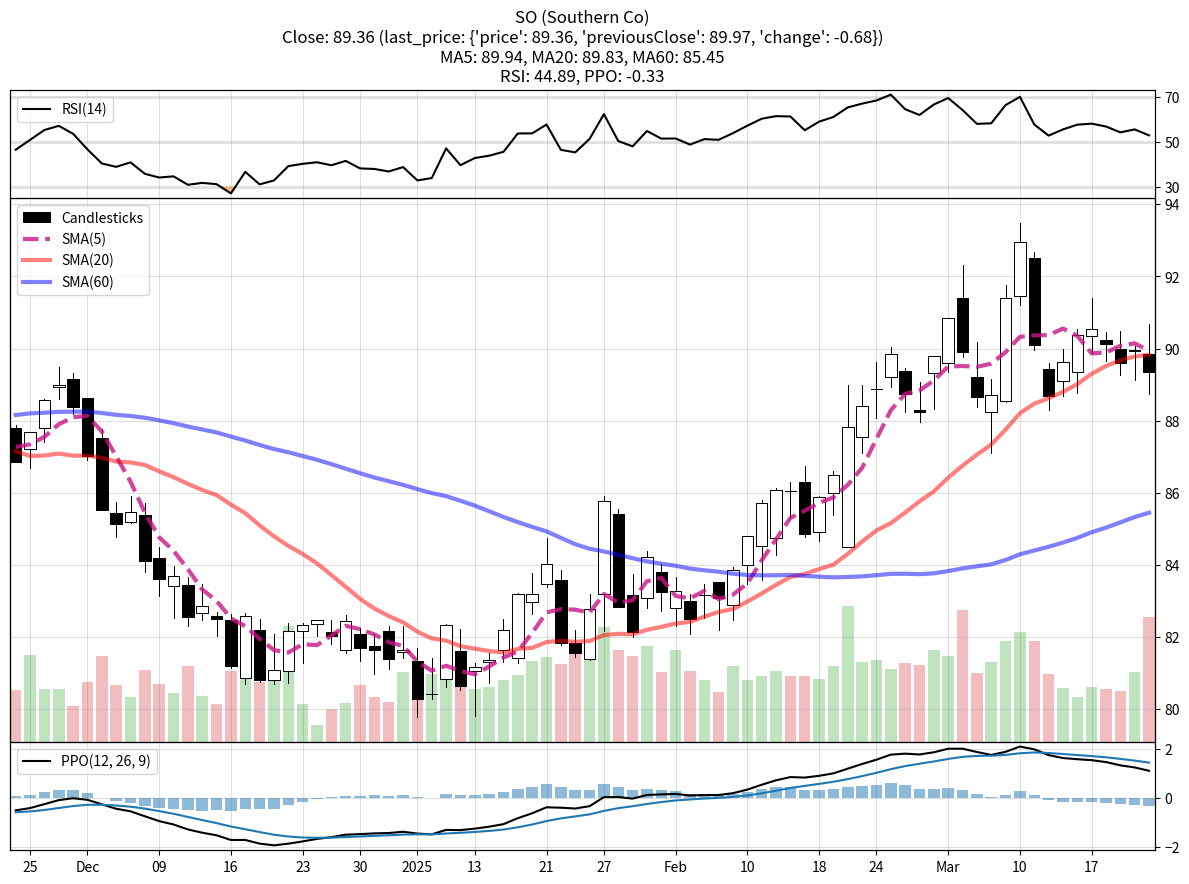 SO (Southern Co)
Close: 89.36 (last_price: {'price': 89.36, 'previousClose': 89.97, 'change': -0.68})
MA5: 89.94, MA20: 89.83, MA60: 85.45
RSI: 44.89, PPO: -0.33
RSI(14)
70
50
30
Candlesticks
SMA(5)
SMA(20)
SMA(60)
94
92
90
88
86
84
82
80
PPO(12, 26, 9)
2
0
−2
25 Dec 09 16 23 30 2025 13 21 27 Feb 10 18 24 Mar 10 17